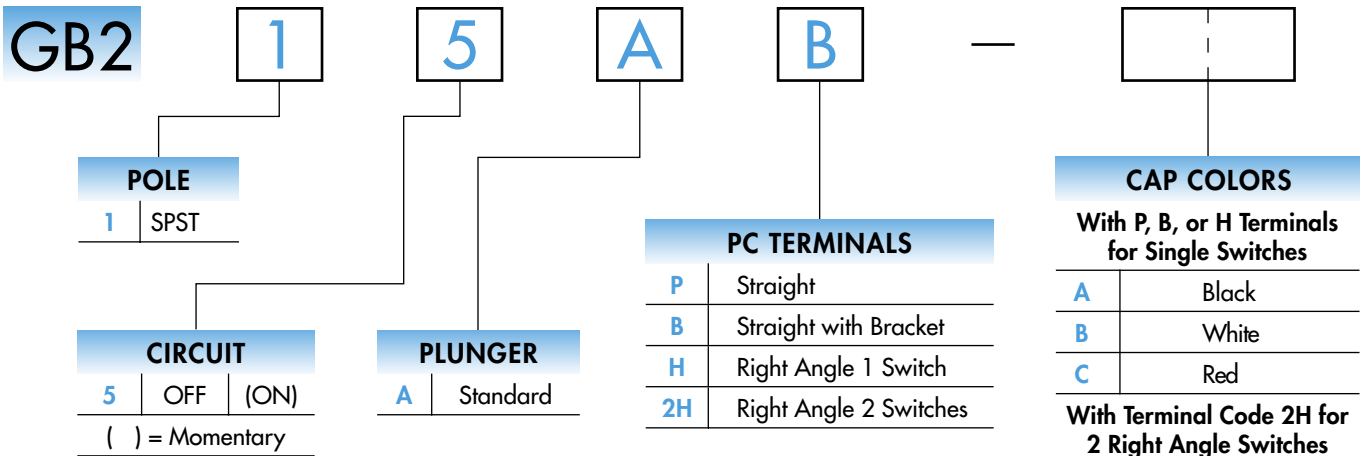 GB2 1 5 A B —
POLE
1 SPST
CIRCUIT
5 OFF (ON)
( ) = Momentary
PLUNGER
A Standard
PC TERMINALS
P Straight
B Straight with Bracket
H Right Angle 1 Switch
2H Right Angle 2 Switches
CAP COLORS
With P, B, or H Terminals
for Single Switches
A Black
B White
C Red
With Terminal Code 2H for
2 Right Angle Switches